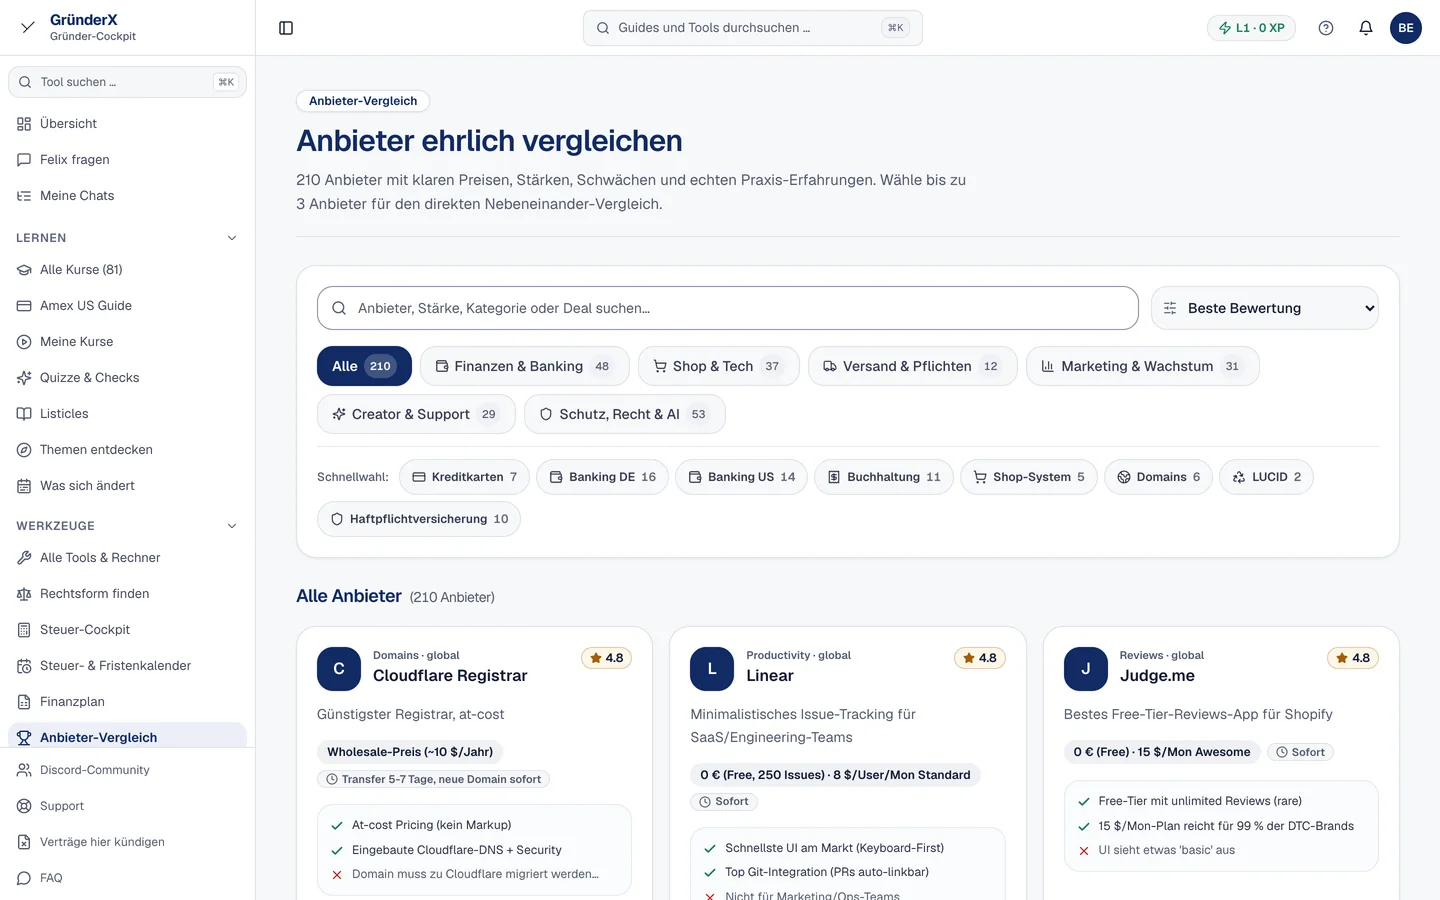 GründerX
Gründer-Cockpit
Guides und Tools durchsuchen ...
⌘K
L1 · 0 XP
BE
Tool suchen ...
⌘K
Übersicht
Felix fragen
Meine Chats
LERNEN
Alle Kurse (81)
Amex US Guide
Meine Kurse
Quizze & Checks
Listicles
Themen entdecken
Was sich ändert
WERKZEUGE
Alle Tools & Rechner
Rechtsform finden
Steuer-Cockpit
Steuer- & Fristenkalender
Finanzplan
Anbieter-Vergleich
Discord-Community
Support
Verträge hier kündigen
FAQ
Anbieter-Vergleich
Anbieter ehrlich vergleichen
210 Anbieter mit klaren Preisen, Stärken, Schwächen und echten Praxis-Erfahrungen. Wähle bis zu
3 Anbieter für den direkten Nebeneinander-Vergleich.
Anbieter, Stärke, Kategorie oder Deal suchen...
Beste Bewertung
Alle 210
Finanzen & Banking 48
Shop & Tech 37
Versand & Pflichten 12
Marketing & Wachstum 31
Creator & Support 29
Schutz, Recht & AI 53
Schnellwahl:
Kreditkarten 7
Banking DE 16
Banking US 14
Buchhaltung 11
Shop-System 5
Domains 6
LUCID 2
Haftpflichtversicherung 10
Alle Anbieter (210 Anbieter)
C
Domains · global
Cloudflare Registrar
4.8
Günstigster Registrar, at-cost
Wholesale-Preis (~10 $/Jahr)
Transfer 5-7 Tage, neue Domain sofort
At-cost Pricing (kein Markup)
Eingebaute Cloudflare-DNS + Security
Domain muss zu Cloudflare migriert werden...
L
Productivity · global
Linear
4.8
Minimalistisches Issue-Tracking für
SaaS/Engineering-Teams
0 € (Free, 250 Issues) · 8 $/User/Mon Standard
Sofort
Schnellste UI am Markt (Keyboard-First)
Top Git-Integration (PRs auto-linkbar)
Nicht für Marketing/Ops-Teams
J
Reviews · global
Judge.me
4.8
Bestes Free-Tier-Reviews-App für Shopify
0 € (Free) · 15 $/Mon Awesome
Sofort
Free-Tier mit unlimited Reviews (rare)
15 $/Mon-Plan reicht für 99 % der DTC-Brands
UI sieht etwas 'basic' aus